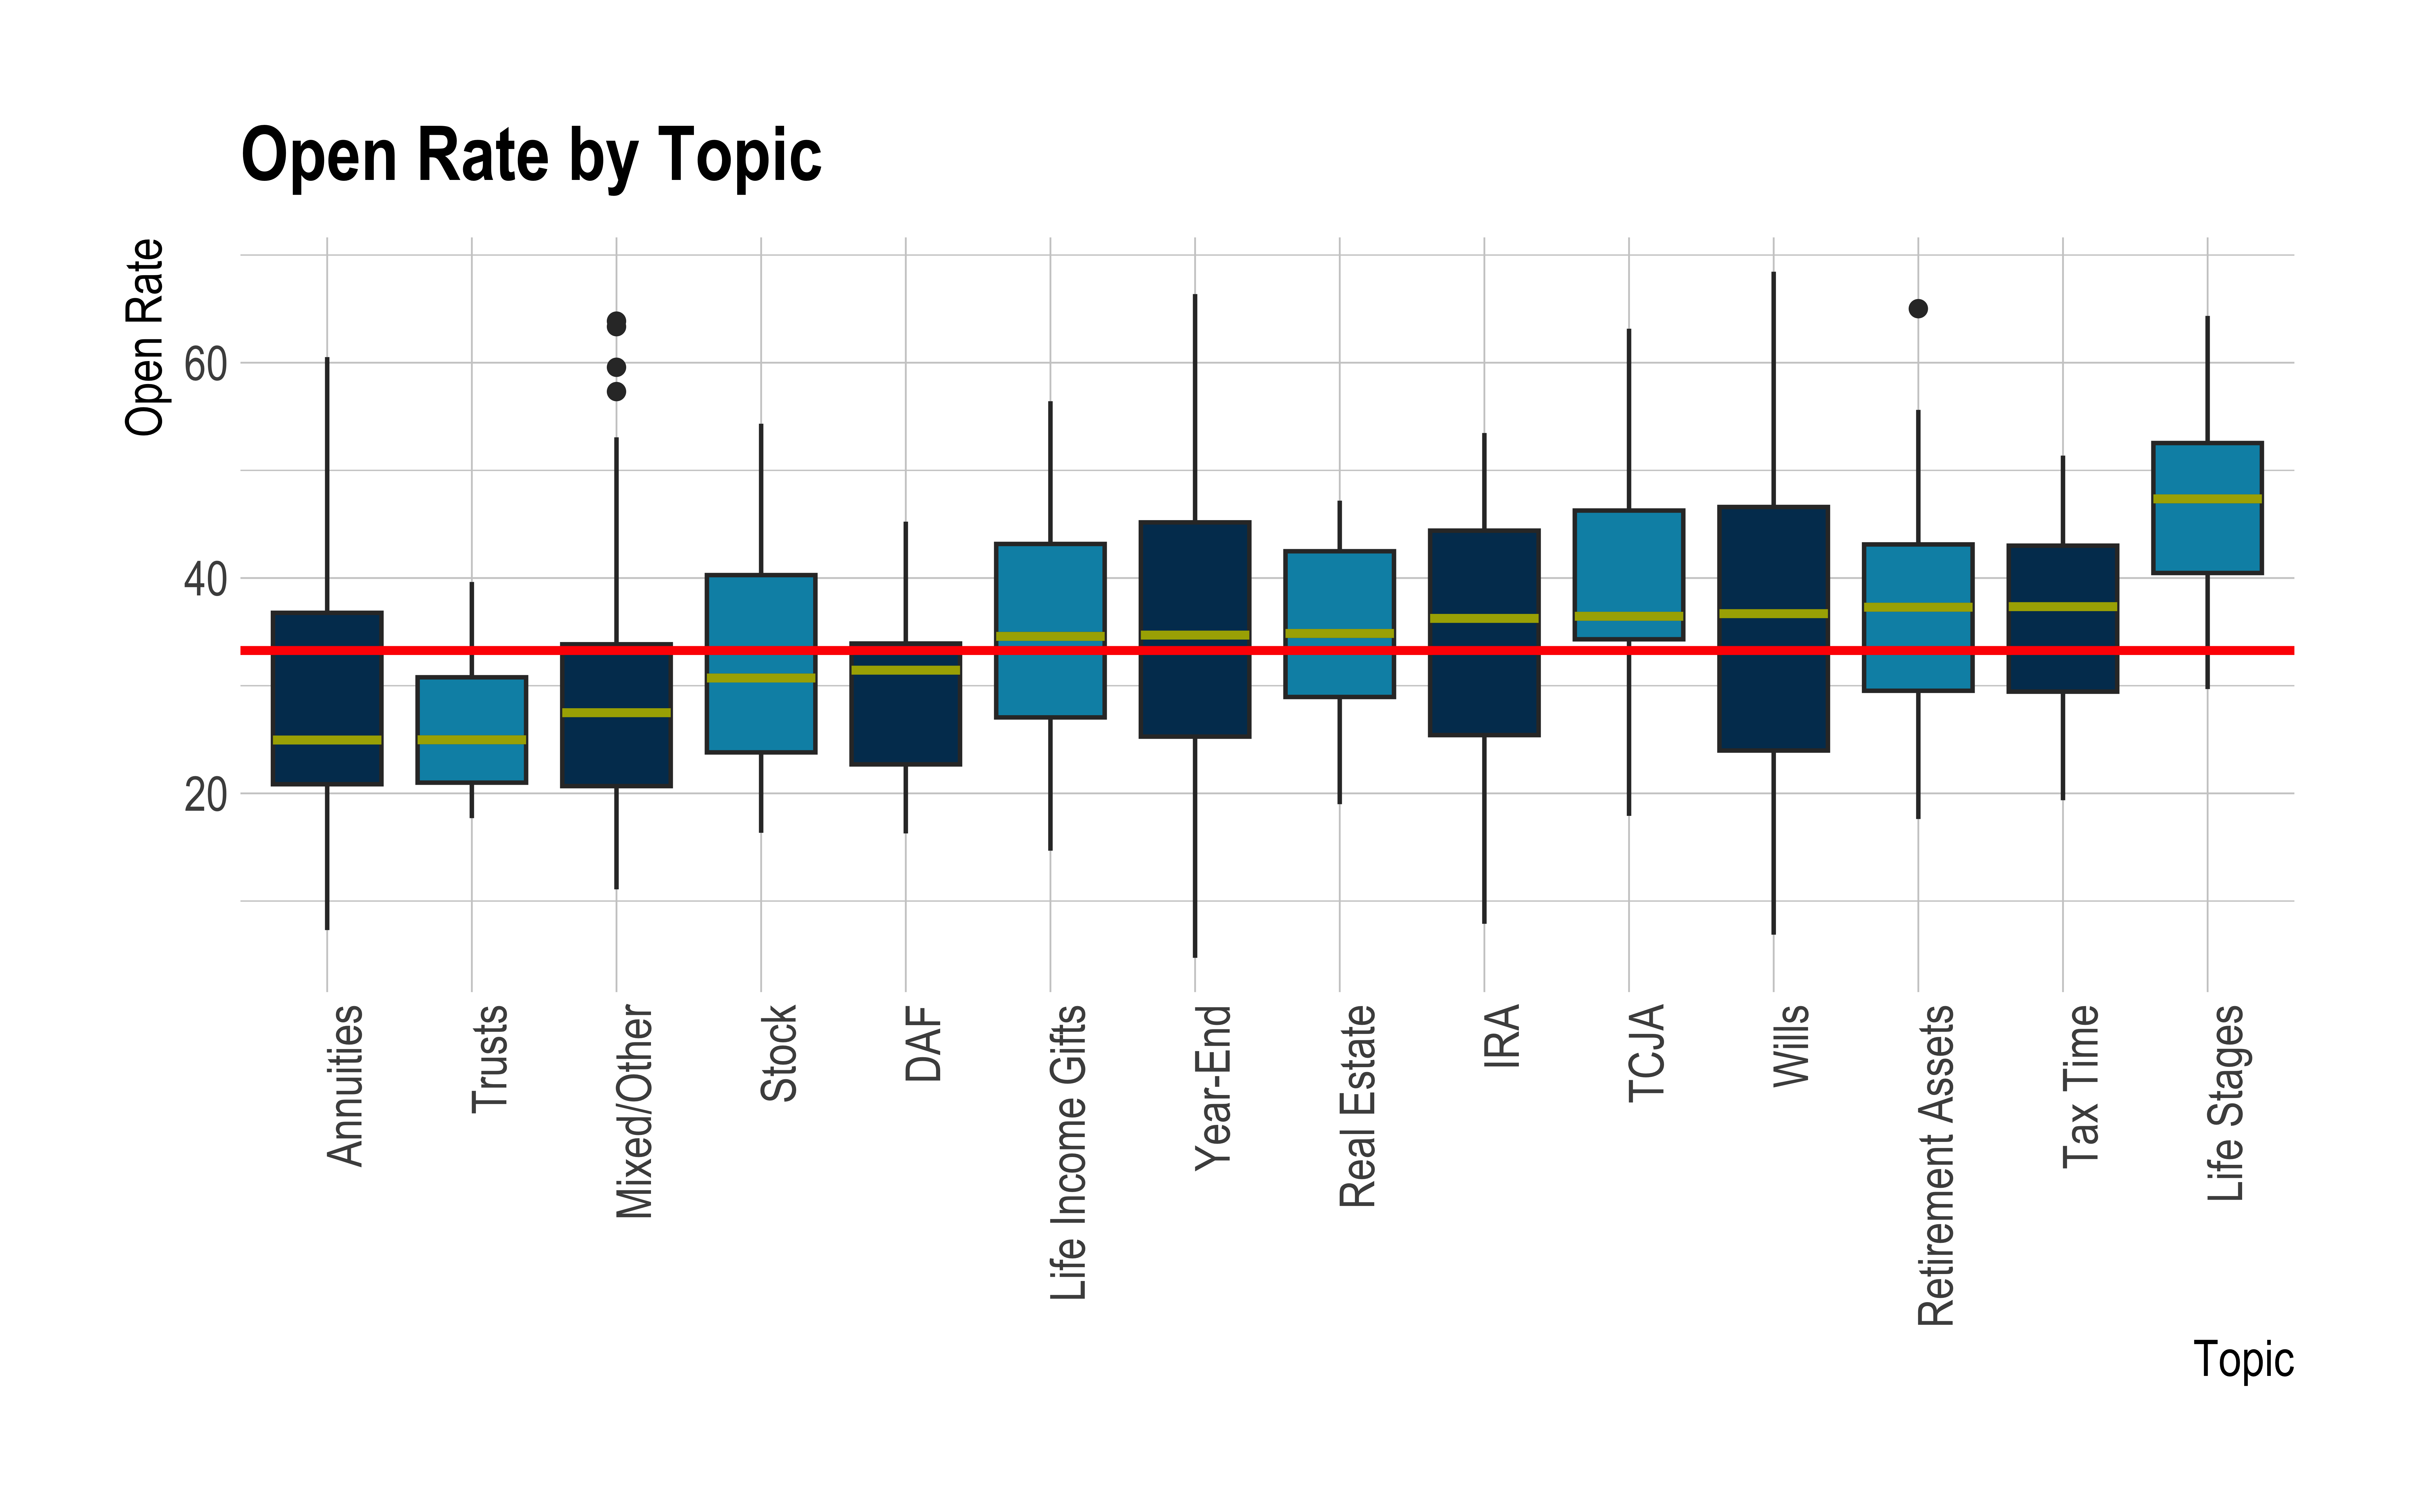 Open Rate by Topic
Open Rate
60
40
20
Annuities
Trusts
Mixed/Other
Stock
DAF
Life Income Gifts
Year-End
Real Estate
IRA
TCJA
Wills
Retirement Assets
Tax Time
Life Stages
Topic